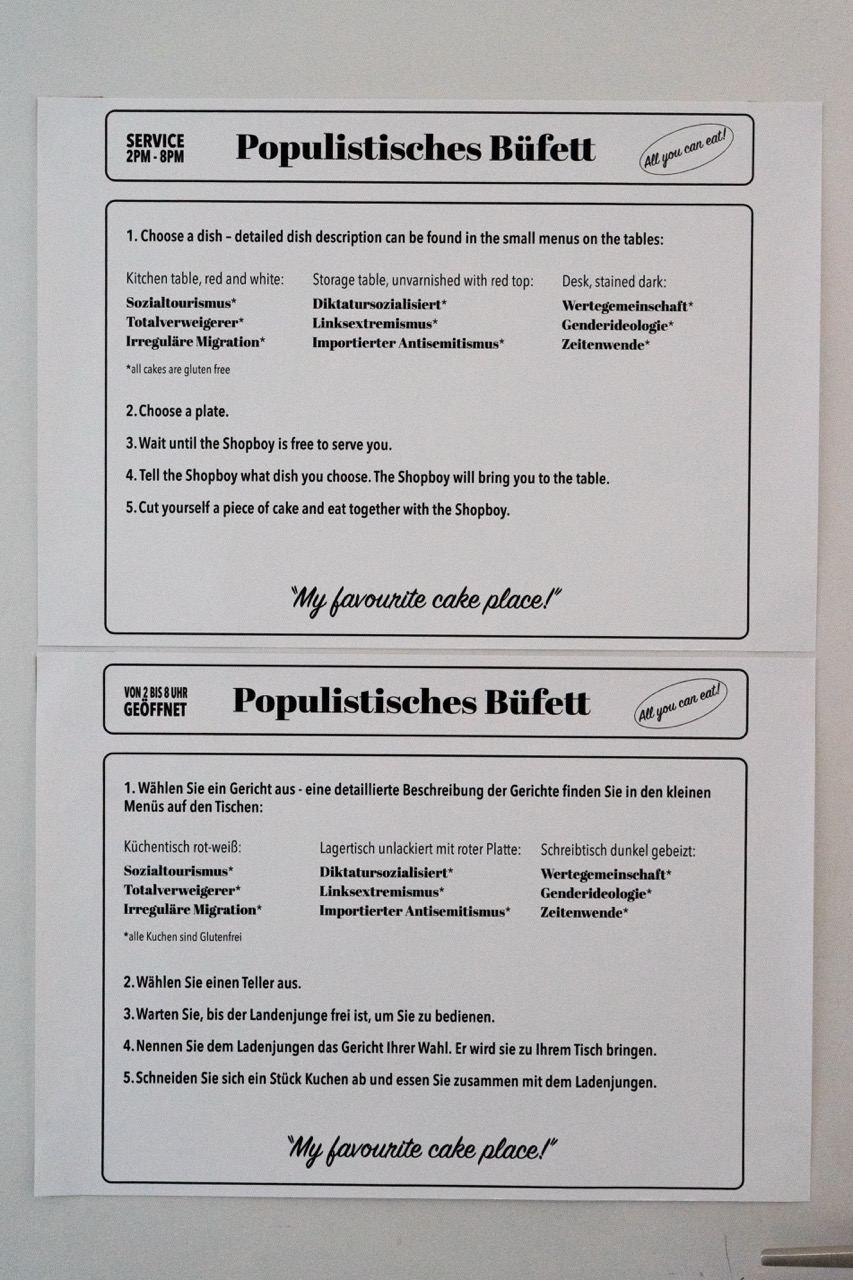 SERVICE
2PM - 8PM
Populistisches Büfett
All you can eat!
1. Choose a dish – detailed dish description can be found in the small menus on the tables:
Kitchen table, red and white:
Sozialtourismus*
Totalverweigerer*
Irreguläre Migration*
*all cakes are gluten free
Storage table, unvarnished with red top:
Diktatursozialisiert*
Linksextremismus*
Importierter Antisemitismus*
Desk, stained dark:
Wertegemeinschaft*
Genderideologie*
Zeitenwende*
2. Choose a plate.
3. Wait until the Shopboy is free to serve you.
4. Tell the Shopboy what dish you choose. The Shopboy will bring you to the table.
5. Cut yourself a piece of cake and eat together with the Shopboy.
"My favourite cake place!"
VON 2 BIS 8 UHR
GEÖFFNET
Populistisches Büfett
All you can eat!
1. Wählen Sie ein Gericht aus - eine detaillierte Beschreibung der Gerichte finden Sie in den kleinen
Menüs auf den Tischen:
Küchentisch rot-weiß:
Sozialtourismus*
Totalverweigerer*
Irreguläre Migration*
*alle Kuchen sind Glutenfrei
Lagertisch unlackiert mit roter Platte:
Diktatursozialisiert*
Linksextremismus*
Importierter Antisemitismus*
Schreibtisch dunkel gebeizt:
Wertegemeinschaft*
Genderideologie*
Zeitenwende*
2. Wählen Sie einen Teller aus.
3. Warten Sie, bis der Landenjunge frei ist, um Sie zu bedienen.
4. Nennen Sie dem Ladenjungen das Gericht Ihrer Wahl. Er wird sie zu Ihrem Tisch bringen.
5. Schneiden Sie sich ein Stück Kuchen ab und essen Sie zusammen mit dem Ladenjungen.
"My favourite cake place!"